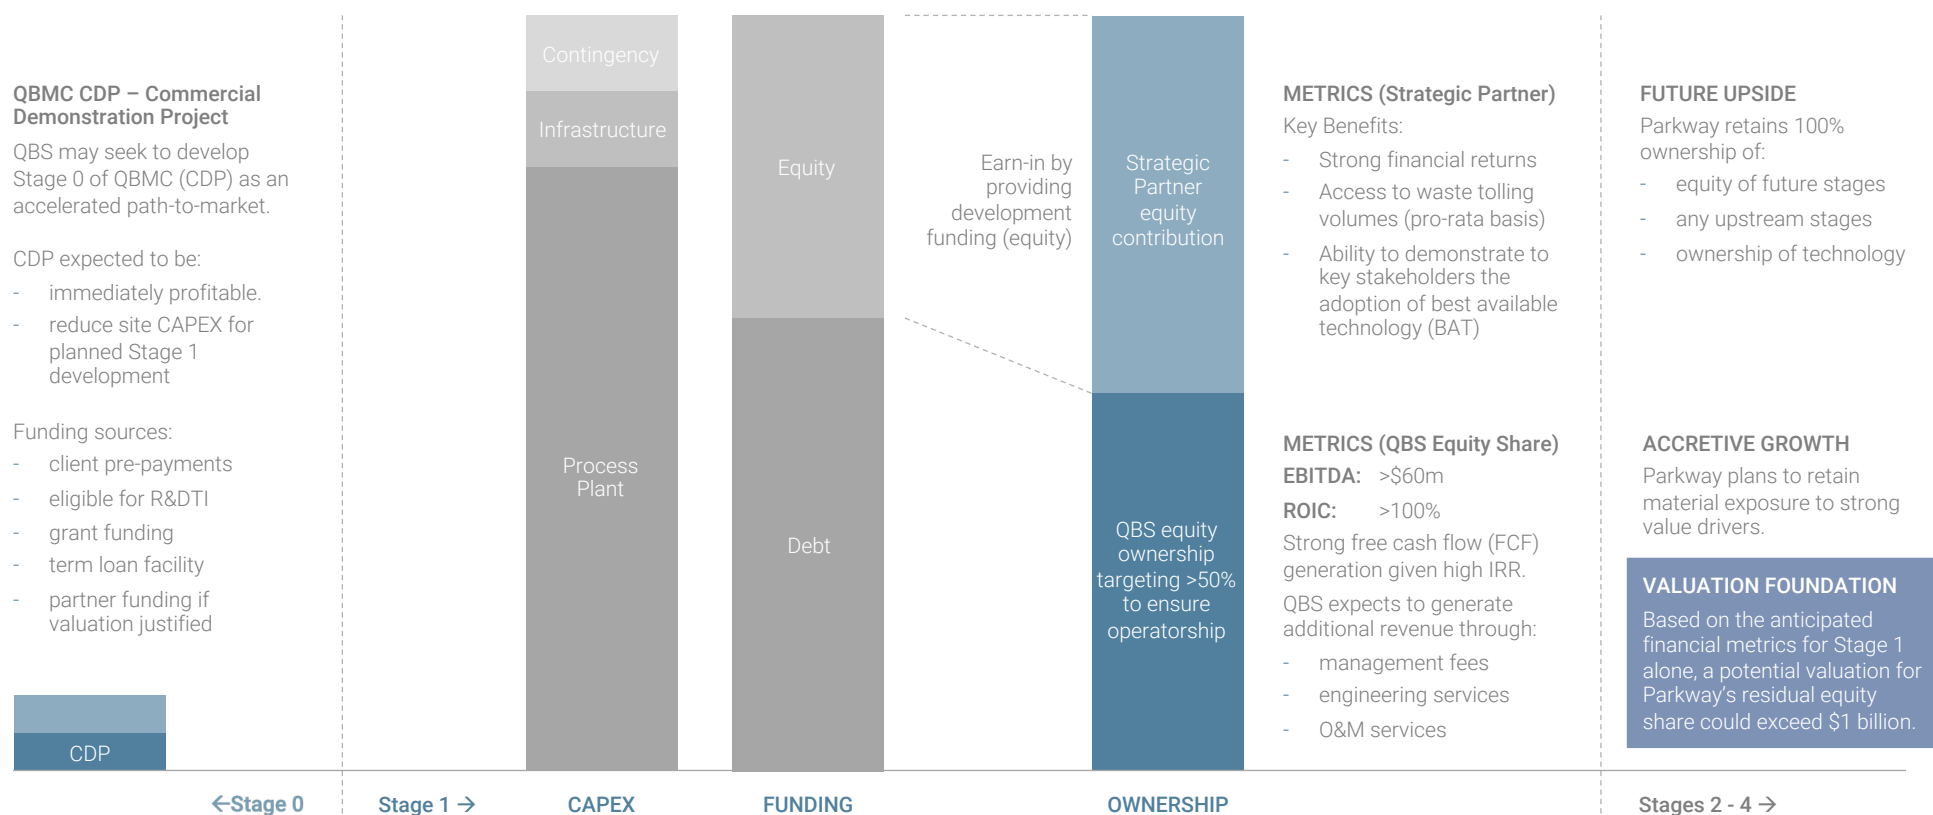 QBMC CDP – Commercial
Demonstration Project
QBS may seek to develop
Stage 0 of QBMC (CDP) as an
accelerated path-to-market.
CDP expected to be:
- immediately profitable.
- reduce site CAPEX for
planned Stage 1
development
Funding sources:
- client pre-payments
- eligible for R&DTI
- grant funding
- term loan facility
- partner funding if
valuation justified
CDP
←Stage 0
Stage 1 →
Contingency
Infrastructure
Process
Plant
CAPEX
Equity
Debt
FUNDING
Earn-in by
providing
development
funding (equity)
Strategic
Partner
equity
contribution
QBS equity
ownership
targeting >50%
to ensure
operatorship
OWNERSHIP
METRICS (Strategic Partner)
Key Benefits:
- Strong financial returns
- Access to waste tolling
volumes (pro-rata basis)
- Ability to demonstrate to
key stakeholders the
adoption of best available
technology (BAT)
METRICS (QBS Equity Share)
EBITDA: >$60m
ROIC: >100%
Strong free cash flow (FCF)
generation given high IRR.
QBS expects to generate
additional revenue through:
- management fees
- engineering services
- O&M services
FUTURE UPSIDE
Parkway retains 100%
ownership of:
- equity of future stages
- any upstream stages
- ownership of technology
ACCRETIVE GROWTH
Parkway plans to retain
material exposure to strong
value drivers.
VALUATION FOUNDATION
Based on the anticipated
financial metrics for Stage 1
alone, a potential valuation for
Parkway's residual equity
share could exceed $1 billion.
Stages 2 - 4 →